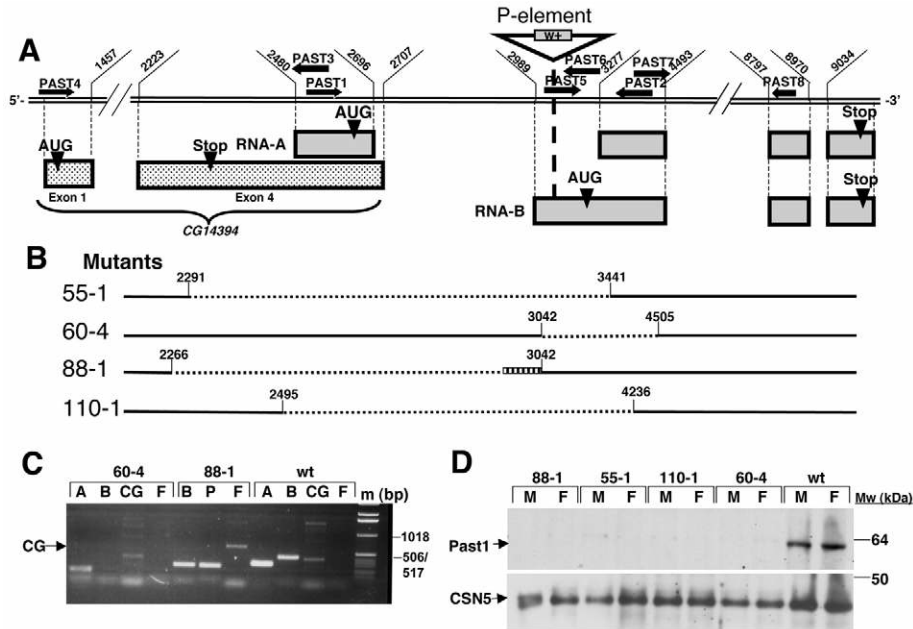 P-element
A
w+
1457
2223
2480
PAST3
2696
2707
2989
PAST6
3277
PAST7
4493
8797
8970
9034
PAST4
PAST1
PAST5
PAST2
PAST8
5'-
-3'
AUG
Stop
RNA-A
AUG
Stop
Exon 1
Exon 4
AUG
RNA-B
Stop
CG14394
B
Mutants
2291
3441
55-1
3042
4505
60-4
2266
3042
88-1
2495
4236
110-1
C
60-4
88-1
wt
A B CG F B P F A B CG F m (bp)
CG
1018
506/
517
D
88-1 55-1 110-1 60-4 wt
M F M F M F M F M F Mw (kDa)
Past1
64
50
CSN5